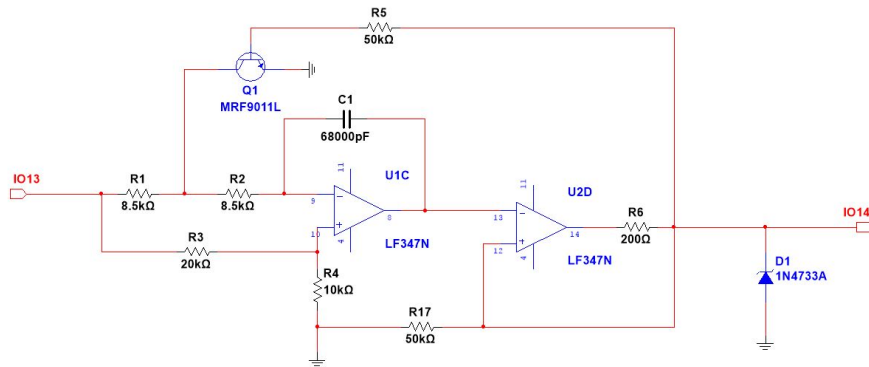 R5
50kΩ
Q1
MRF9011L
C1
68000pF
IO13
R1
8.5kΩ
R2
8.5kΩ
11
U1C
9
8
10
4
LF347N
R3
20kΩ
R4
10kΩ
R17
50kΩ
11
U2D
13
14
12
4
LF347N
R6
200Ω
IO14
D1
1N4733A